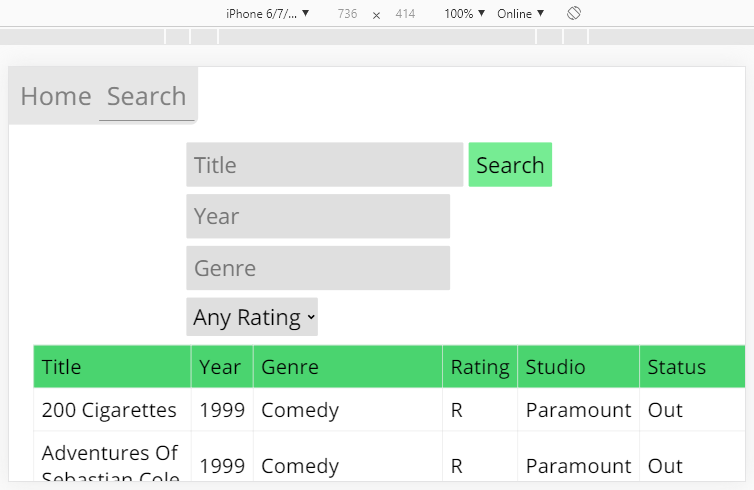 iPhone 6/7/... ▼ 736 × 414 100% ▼ Online ▼
Home Search
Title Search
Year
Genre
Any Rating
Title Year Genre Rating Studio Status
200 Cigarettes 1999 Comedy R Paramount Out
Adventures Of
Sebastian Cole 1999 Comedy R Paramount Out